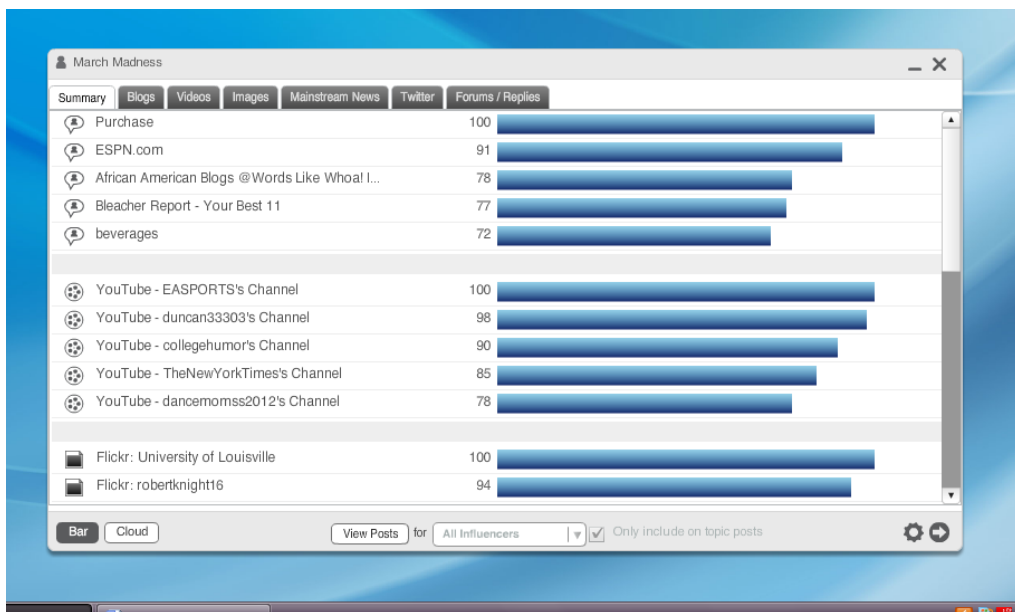 March Madness
Summary Blogs Videos Images Mainstream News Twitter Forums / Replies
Purchase 100
ESPN.com 91
African American Blogs @Words Like Whoa! I... 78
Bleacher Report - Your Best 11 77
beverages 72
YouTube - EASPORTS's Channel 100
YouTube - duncan33303's Channel 98
YouTube - collegehumor's Channel 90
YouTube - TheNewYorkTimes's Channel 85
YouTube - dancemomss2012's Channel 78
Flickr: University of Louisville 100
Flickr: robertknight16 94
Bar Cloud View Posts for All Influencers Only include on topic posts